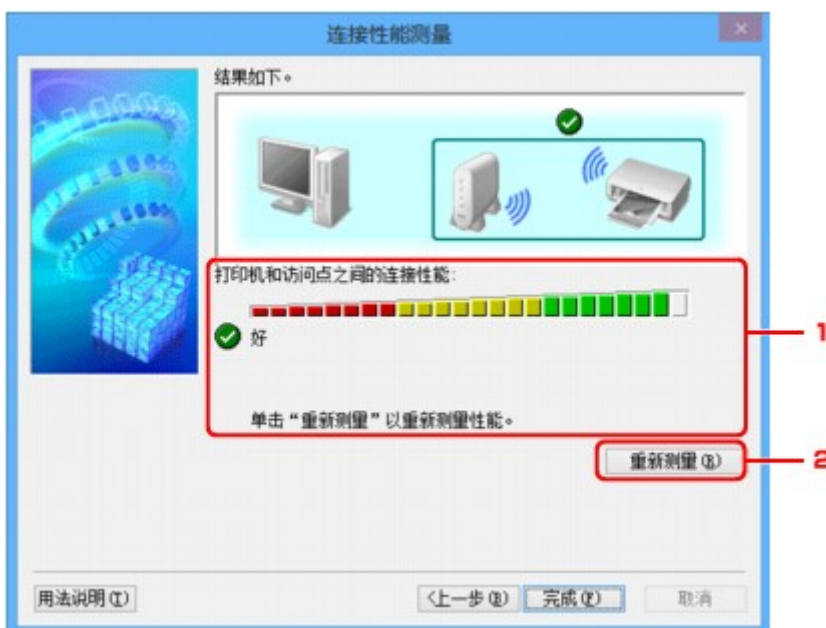 连接性能测量
结果如下。
打印机和访问点之间的连接性能:
好
单击“重新测量”以重新测量性能。
1
重新测量(R)
2
用法说明(I)
<上一步(B)
完成(F)
取消